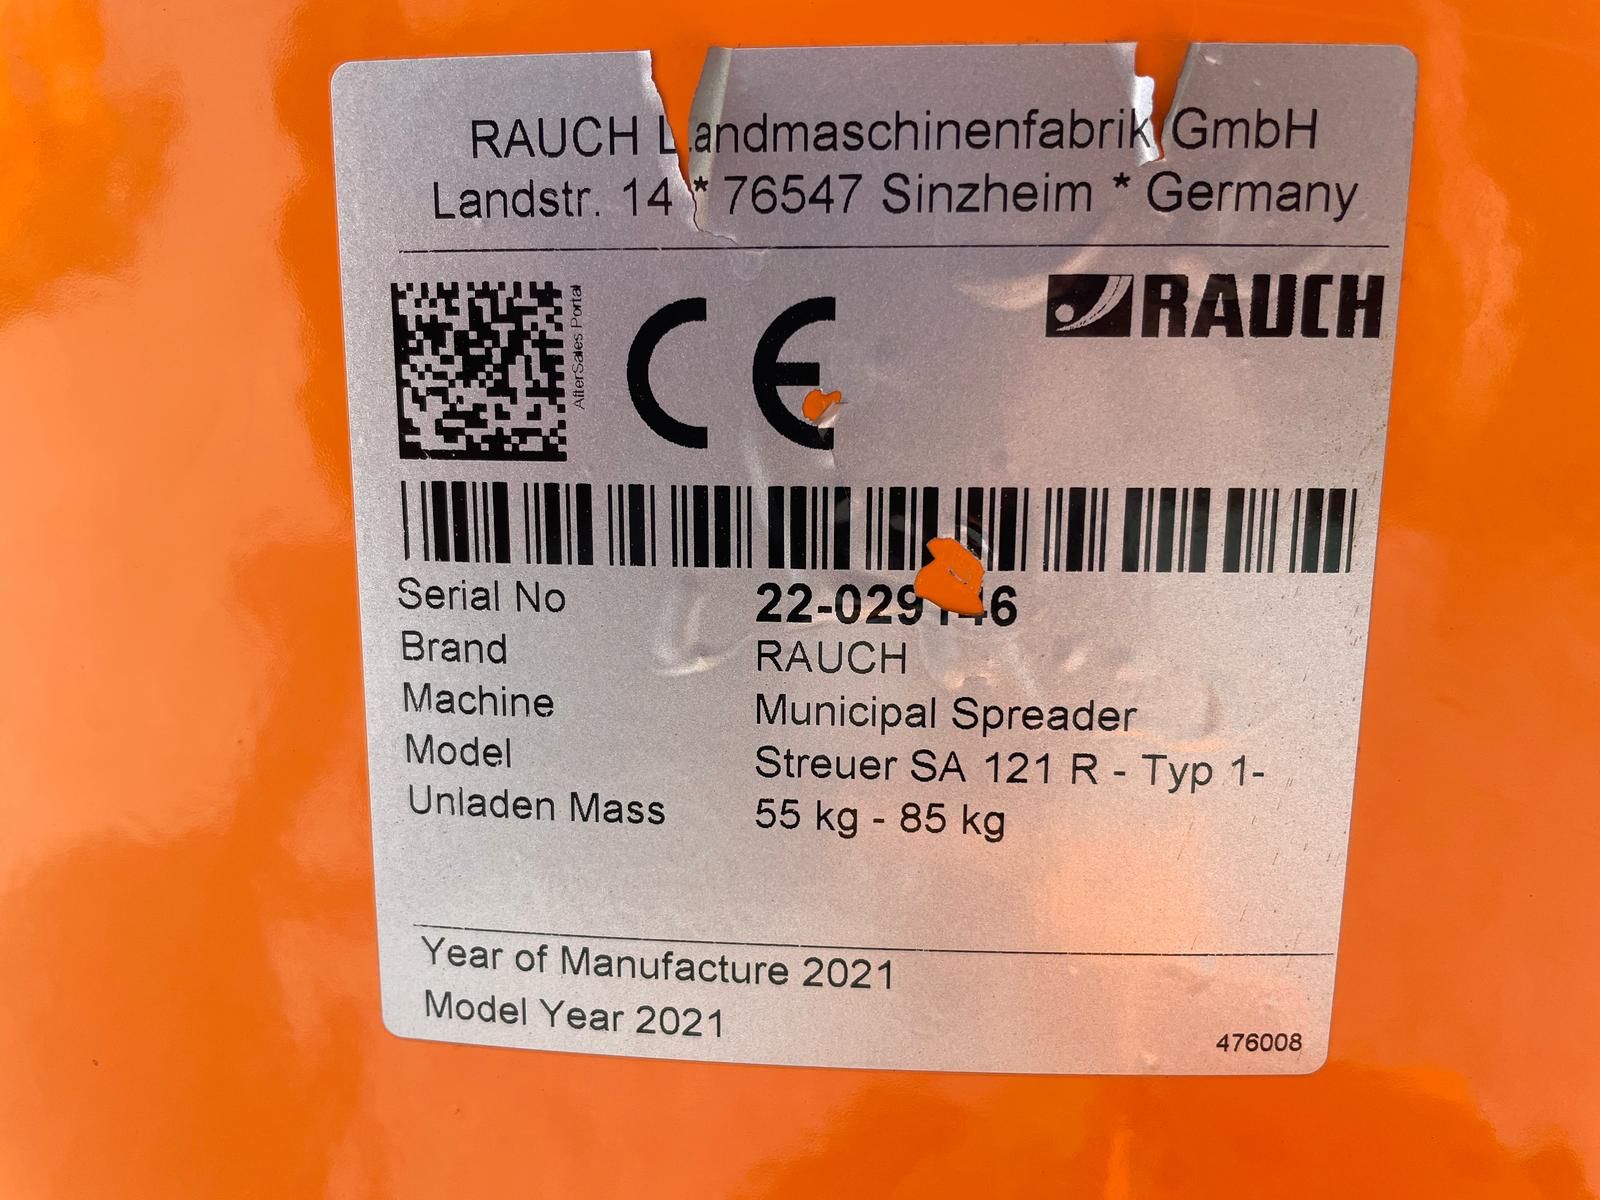 RAUCH Landmaschinenfabrik GmbH
Landstr. 14 * 76547 Sinzheim * Germany
AfterSales Portal
CE
RAUCH
Serial No
Brand RAUCH
Machine Municipal Spreader
Model Streuer SA 121 R - Typ 1-
Unladen Mass 55 kg - 85 kg
Year of Manufacture 2021
Model Year 2021
476008